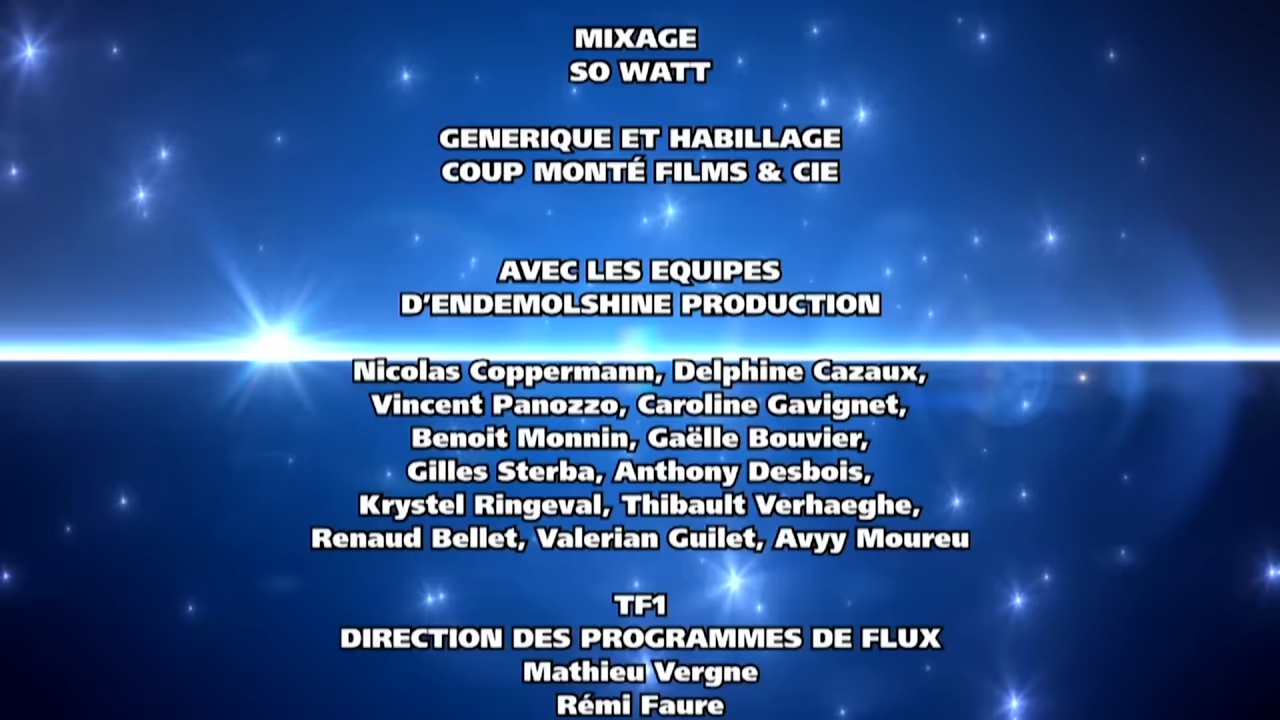 MIXAGE
SO WATT
GENERIQUE ET HABILLAGE
COUP MONTÉ FILMS & CIE
AVEC LES EQUIPES
D'ENDEMOLSHINE PRODUCTION
Nicolas Coppermann, Delphine Cazaux,
Vincent Panozzo, Caroline Gavignet,
Benoit Monnin, Gaëlle Bouvier,
Gilles Sterba, Anthony Desbois,
Krystel Ringeval, Thibault Verhaeghe,
Renaud Bellet, Valerian Guilet, Avyy Moureu
TF1
DIRECTION DES PROGRAMMES DE FLUX
Mathieu Vergne
Rémi Faure